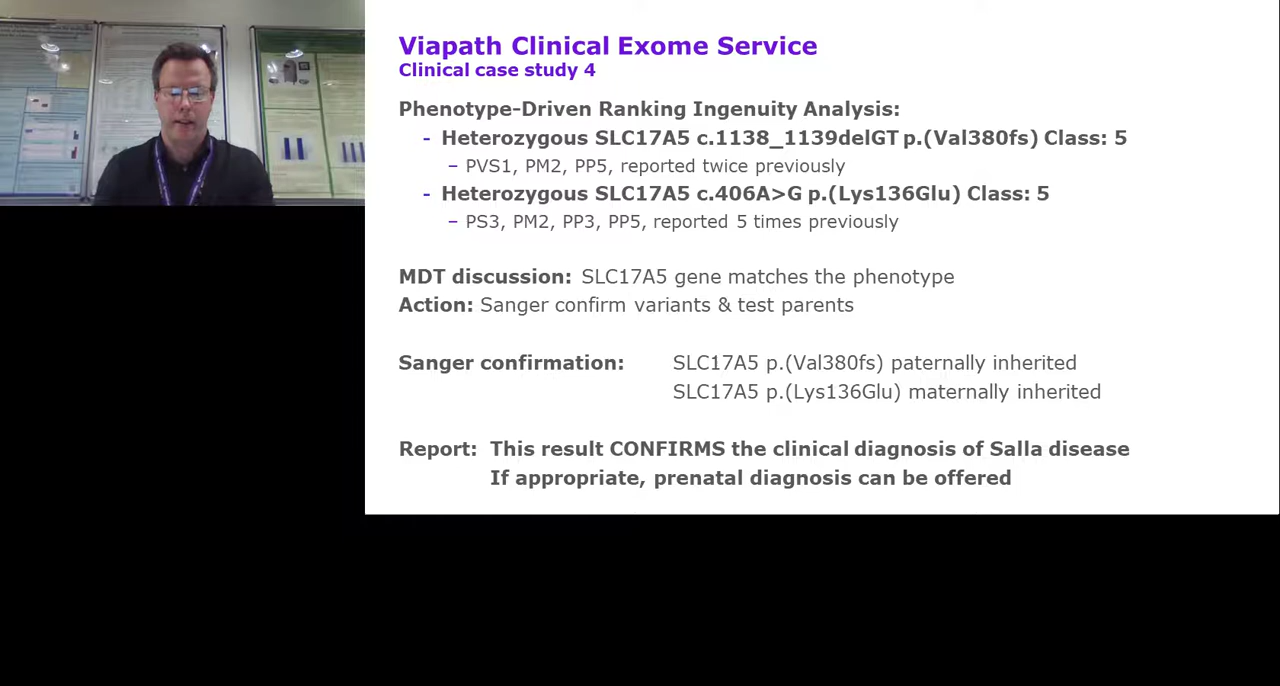 Viapath Clinical Exome Service
Clinical case study 4
Phenotype-Driven Ranking Ingenuity Analysis:
- Heterozygous SLC17A5 c.1138_1139delGT p.(Val380fs) Class: 5
– PVS1, PM2, PP5, reported twice previously
- Heterozygous SLC17A5 c.406A>G p.(Lys136Glu) Class: 5
– PS3, PM2, PP3, PP5, reported 5 times previously
MDT discussion: SLC17A5 gene matches the phenotype
Action: Sanger confirm variants & test parents
Sanger confirmation: SLC17A5 p.(Val380fs) paternally inherited
SLC17A5 p.(Lys136Glu) maternally inherited
Report: This result CONFIRMS the clinical diagnosis of Salla disease
If appropriate, prenatal diagnosis can be offered